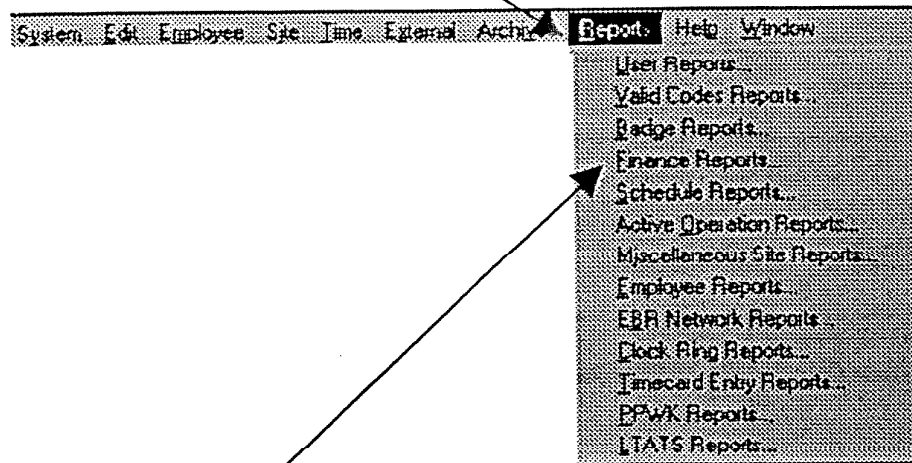 System Edit Employee Site Time External Reports Help Window
User Reports...
Valid Codes Reports...
Badge Reports...
Finance Reports...
Schedule Reports...
Active Operation Reports...
Miscellaneous Site Reports...
Employee Reports...
EBR Network Reports...
Clock Ring Reports...
Timecard Entry Reports...
PPWK Reports...
LTATS Reports...